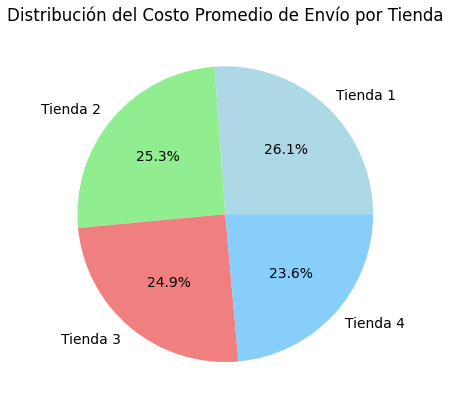 Distribución del Costo Promedio de Envío por Tienda
Tienda 1
Tienda 2
26.1%
25.3%
24.9%
23.6%
Tienda 3
Tienda 4